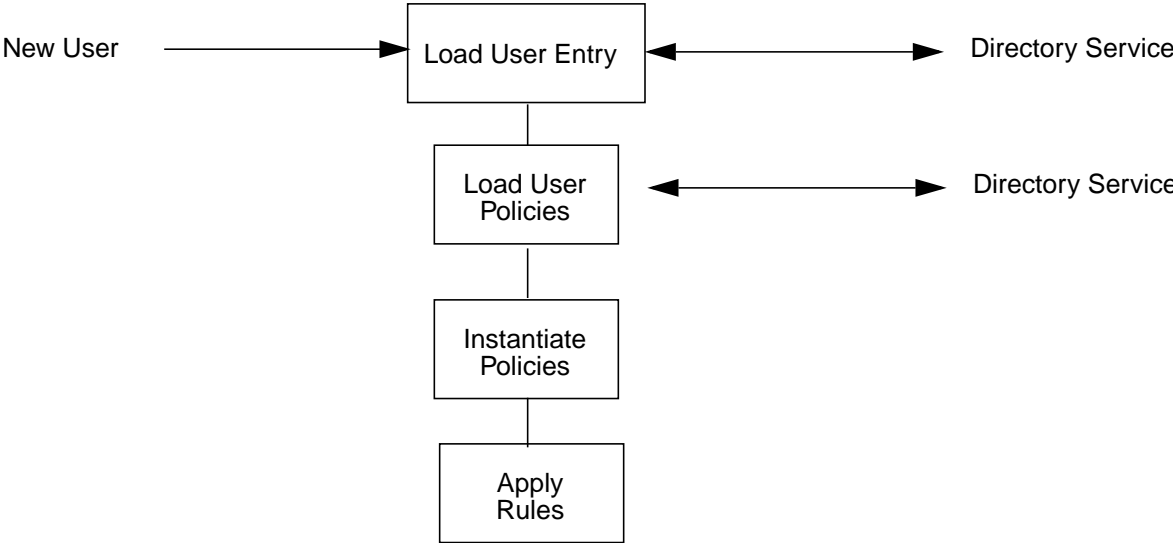 New User
Load User Entry
Directory Service
Load User
Policies
Directory Service
Instantiate
Policies
Apply
Rules